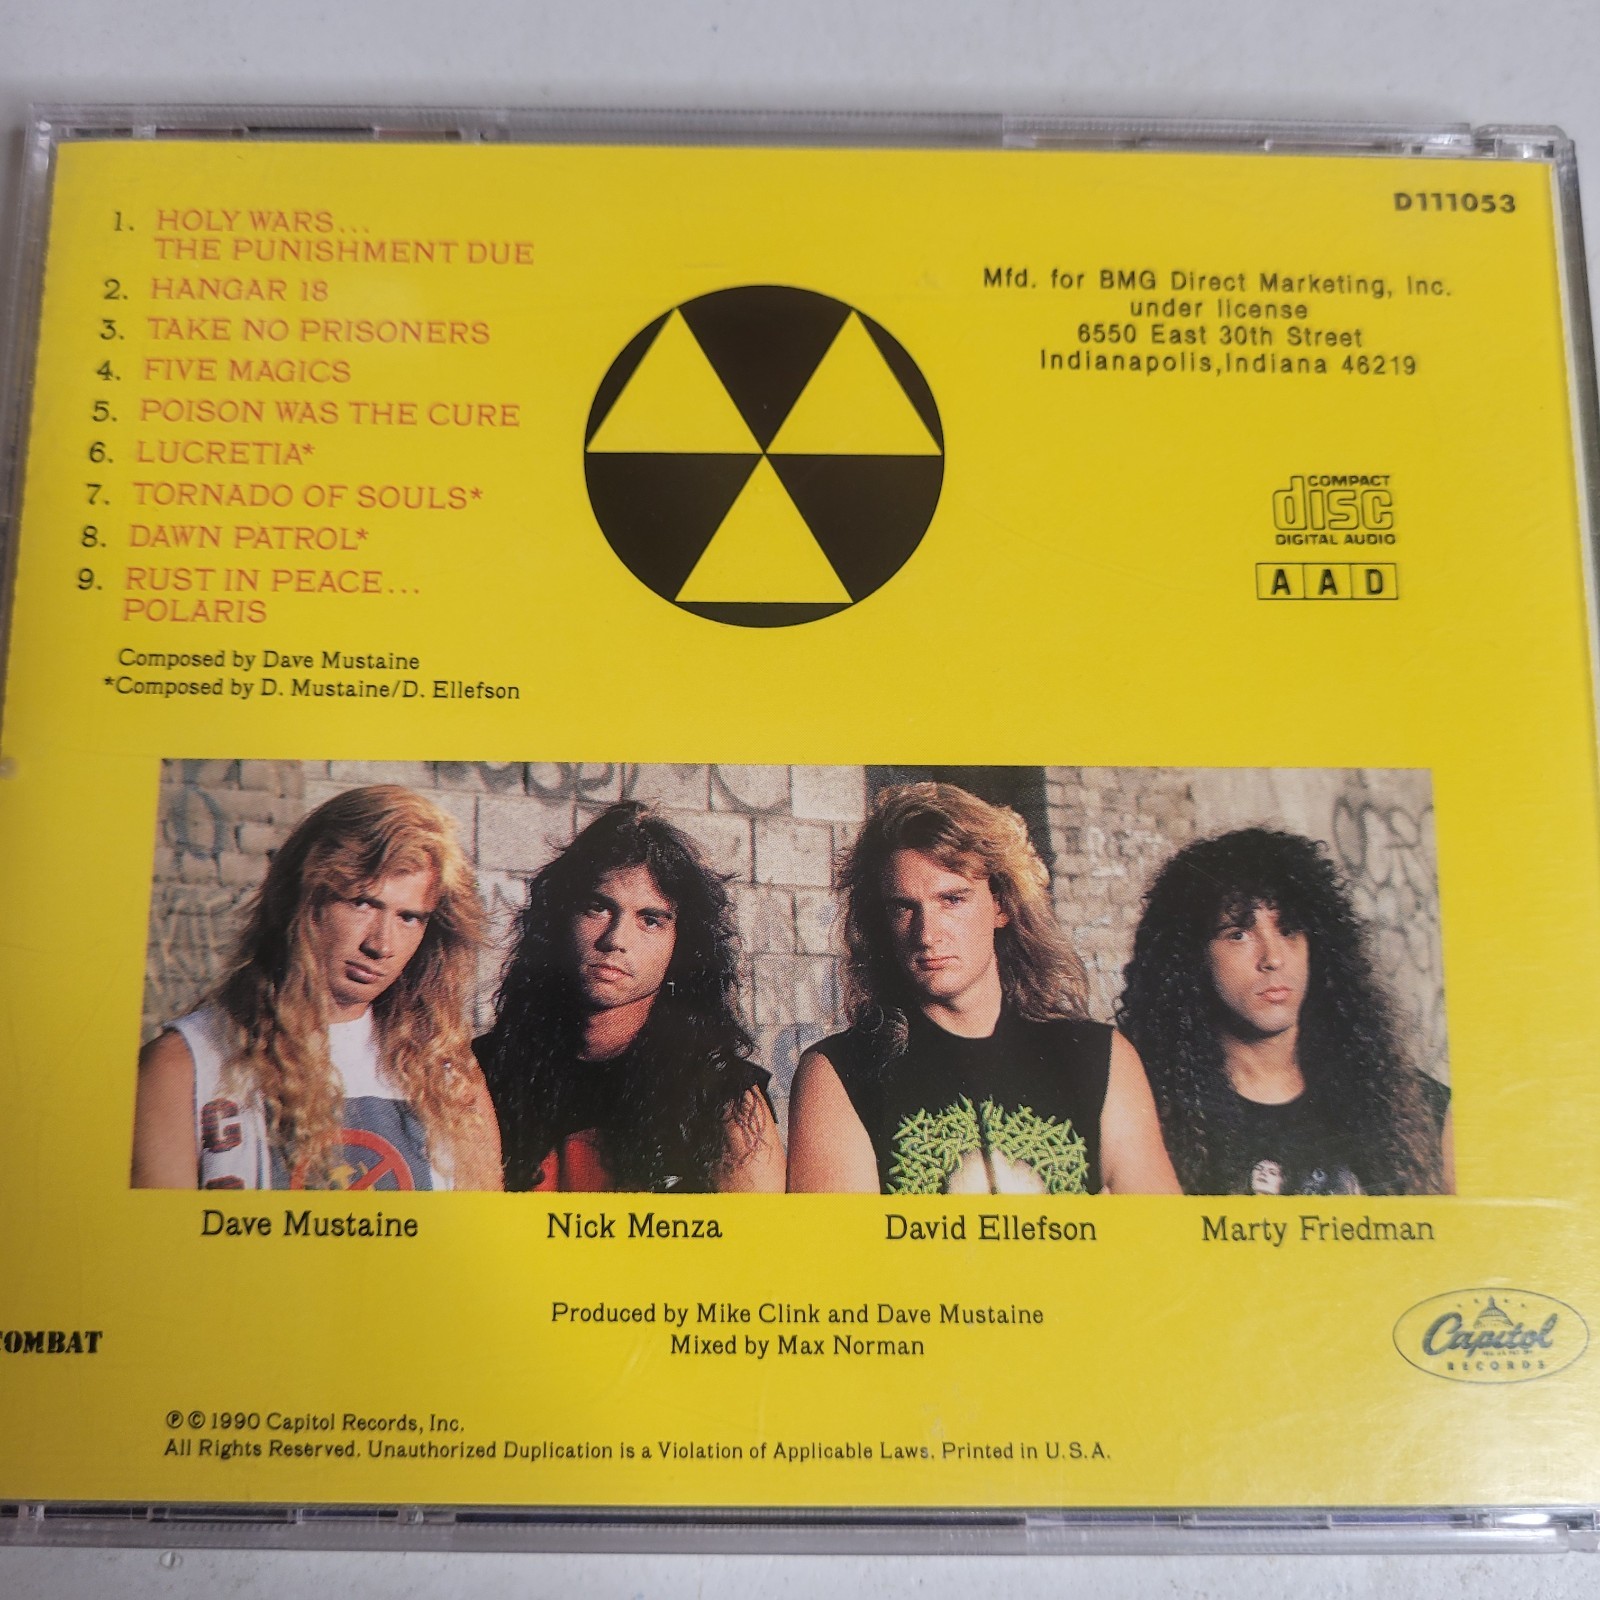 1. HOLY WARS...
THE PUNISHMENT DUE
2. HANGAR 18
3. TAKE NO PRISONERS
4. FIVE MAGICS
5. POISON WAS THE CURE
6. LUCRETIA*
7. TORNADO OF SOULS*
8. DAWN PATROL*
9. RUST IN PEACE...
POLARIS
Composed by Dave Mustaine
*Composed by D. Mustaine/D. Ellefson
D111053
Mfd. for BMG Direct Marketing, Inc.
under license
6550 East 30th Street
Indianapolis,Indiana 46219
COMPACT
disc
DIGITAL AUDIO
A A D
Dave Mustaine
Nick Menza
David Ellefson
Marty Friedman
Produced by Mike Clink and Dave Mustaine
Mixed by Max Norman
COMBAT
Capitol
RECORDS
℗ © 1990 Capitol Records, Inc.
All Rights Reserved. Unauthorized Duplication is a Violation of Applicable Laws. Printed in U.S.A.